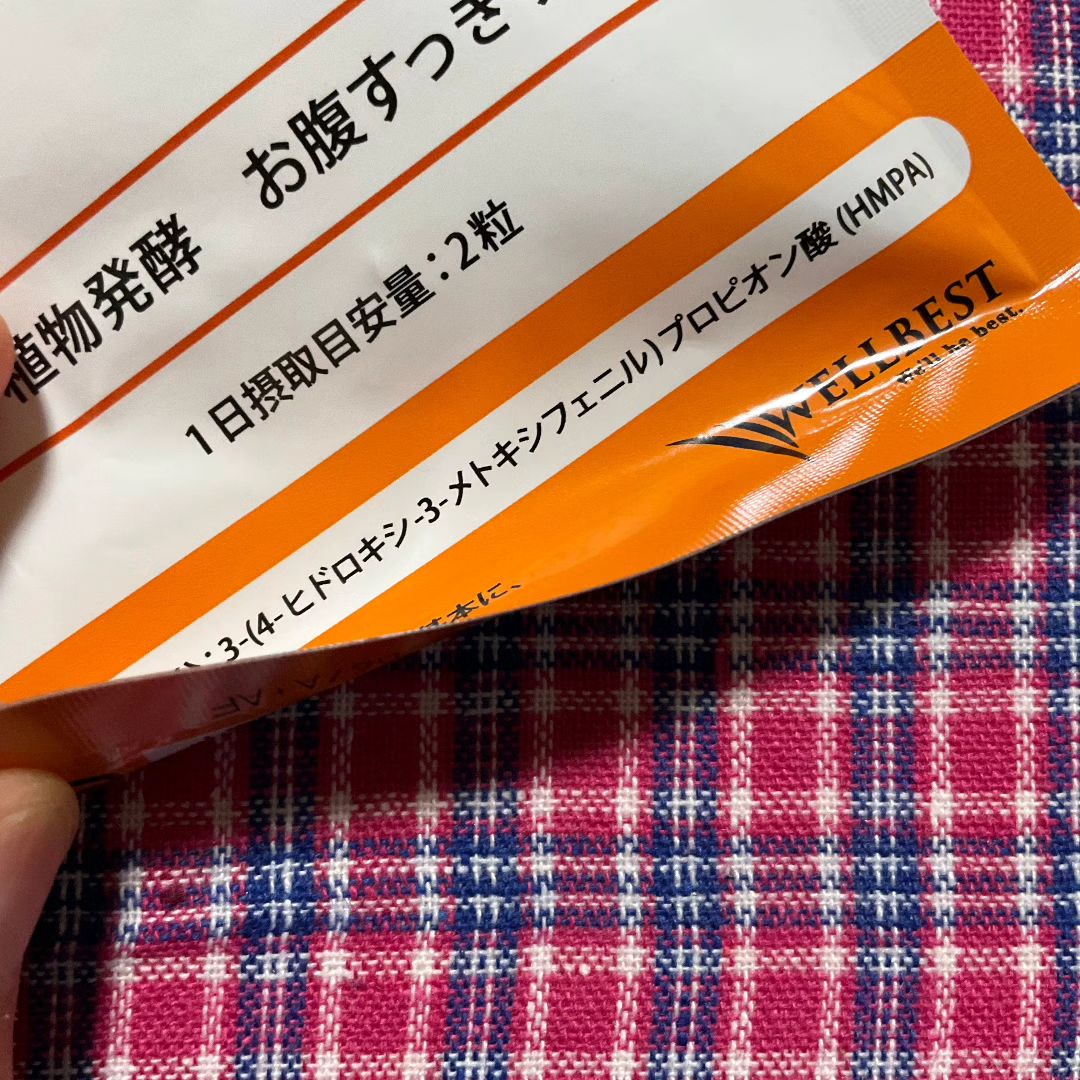 植物発酵 お腹すっき
1日摂取目安量：2粒
3-(4-ヒドロキシ-3-メトキシフェニル)プロピオン酸(HMPA)
WELLBEST
We'll be best.